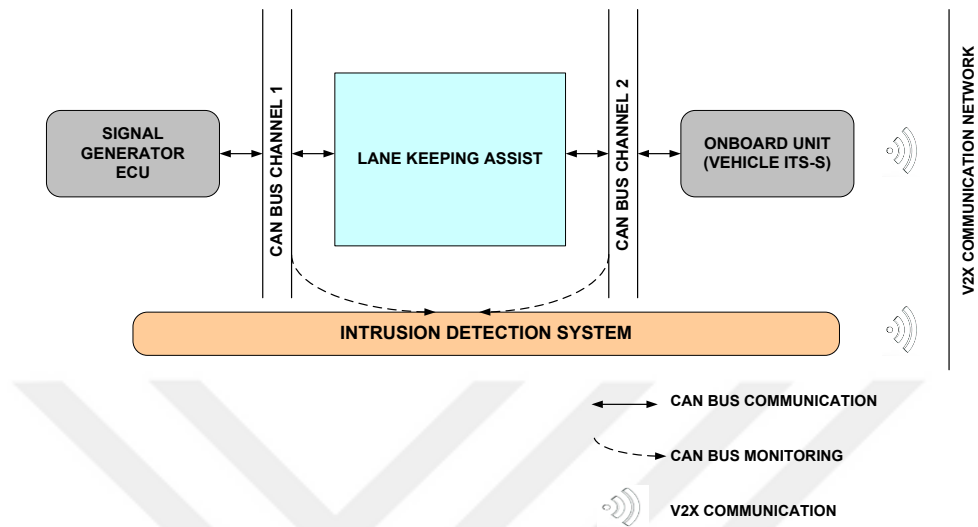 SIGNAL
GENERATOR
ECU
CAN BUS CHANNEL 1
LANE KEEPING ASSIST
CAN BUS CHANNEL 2
ONBOARD UNIT
(VEHICLE ITS-S)
V2X COMMUNICATION NETWORK
INTRUSION DETECTION SYSTEM
CAN BUS COMMUNICATION
CAN BUS MONITORING
V2X COMMUNICATION